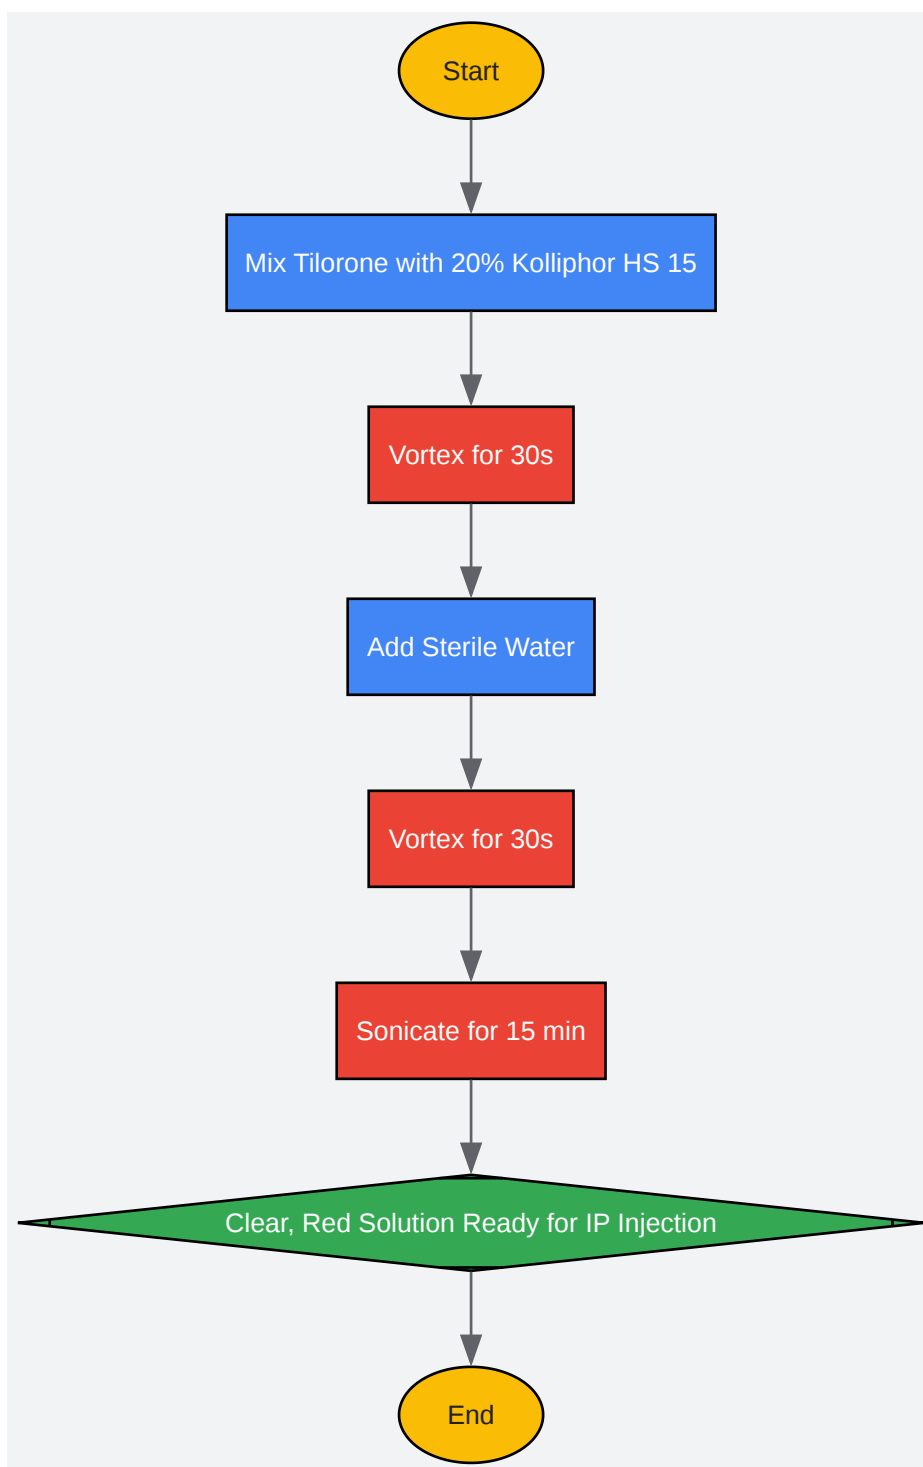 Start
Mix Tilorone with 20% Kolliphor HS 15
Vortex for 30s
Add Sterile Water
Vortex for 30s
Sonicate for 15 min
Clear, Red Solution Ready for IP Injection
End